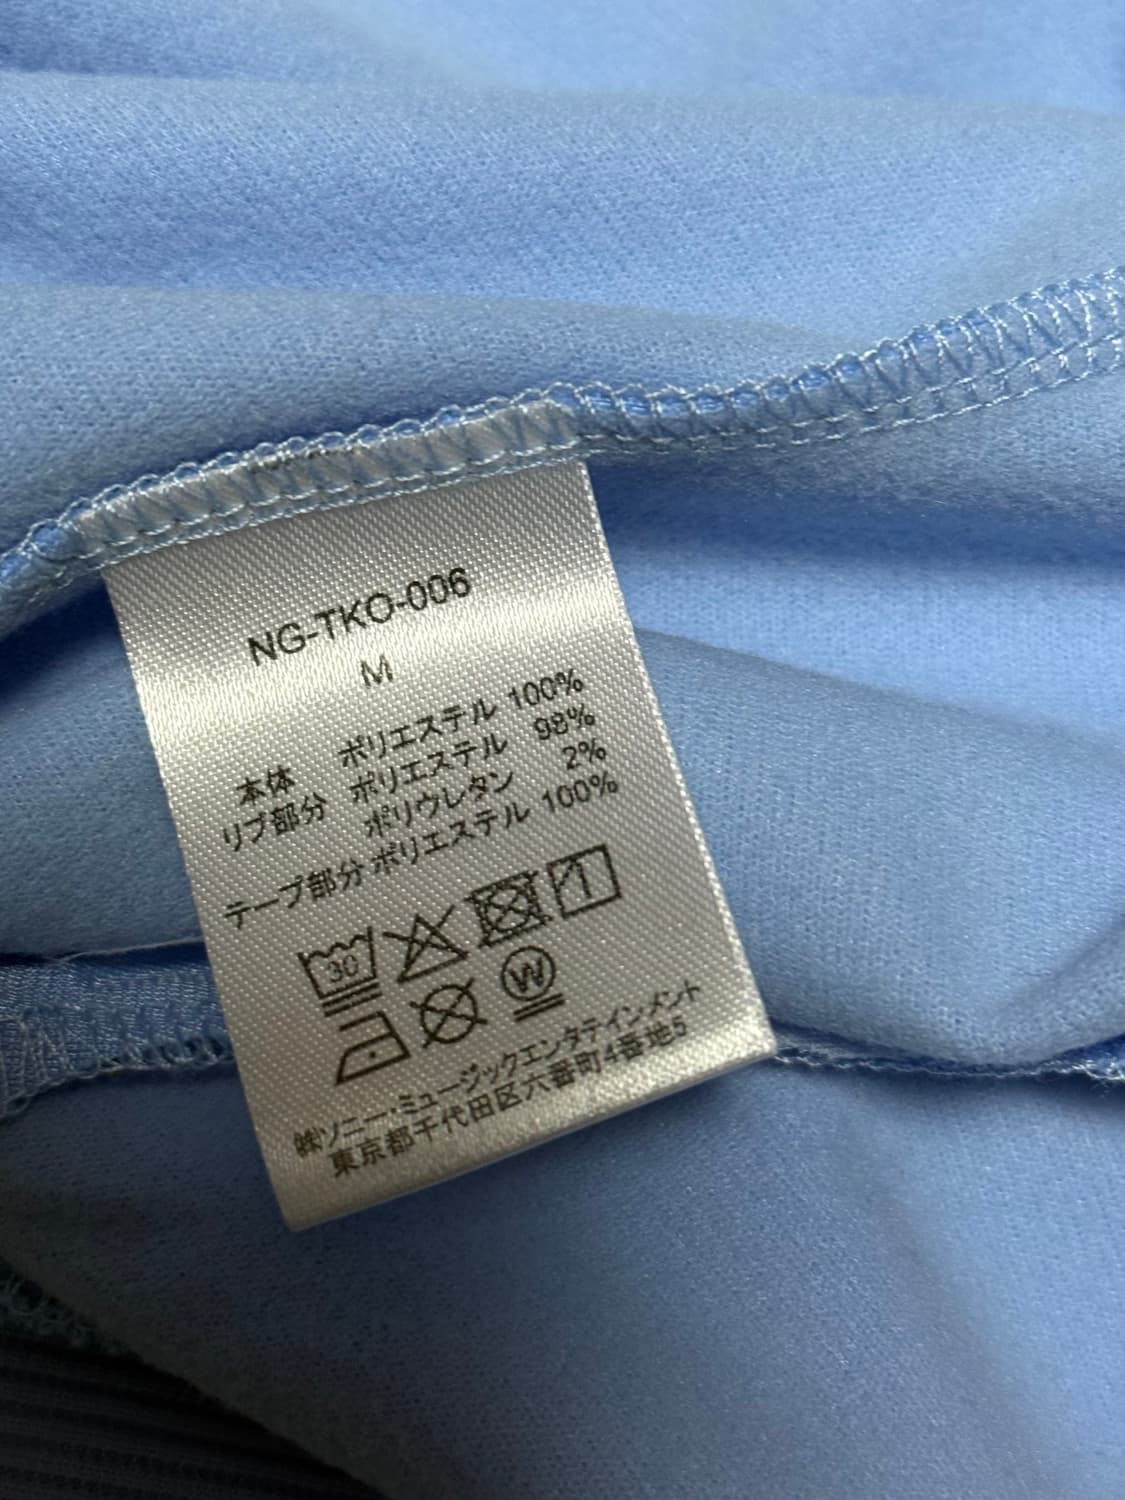 NG-TKO-006
M
本体 ポリエステル 100%
リブ部分 ポリエステル 98%
ポリウレタン 2%
テープ部分 ポリエステル 100%
30
W
㈱ソニー・ミュージックエンタテインメント
東京都千代田区六番町4番地5